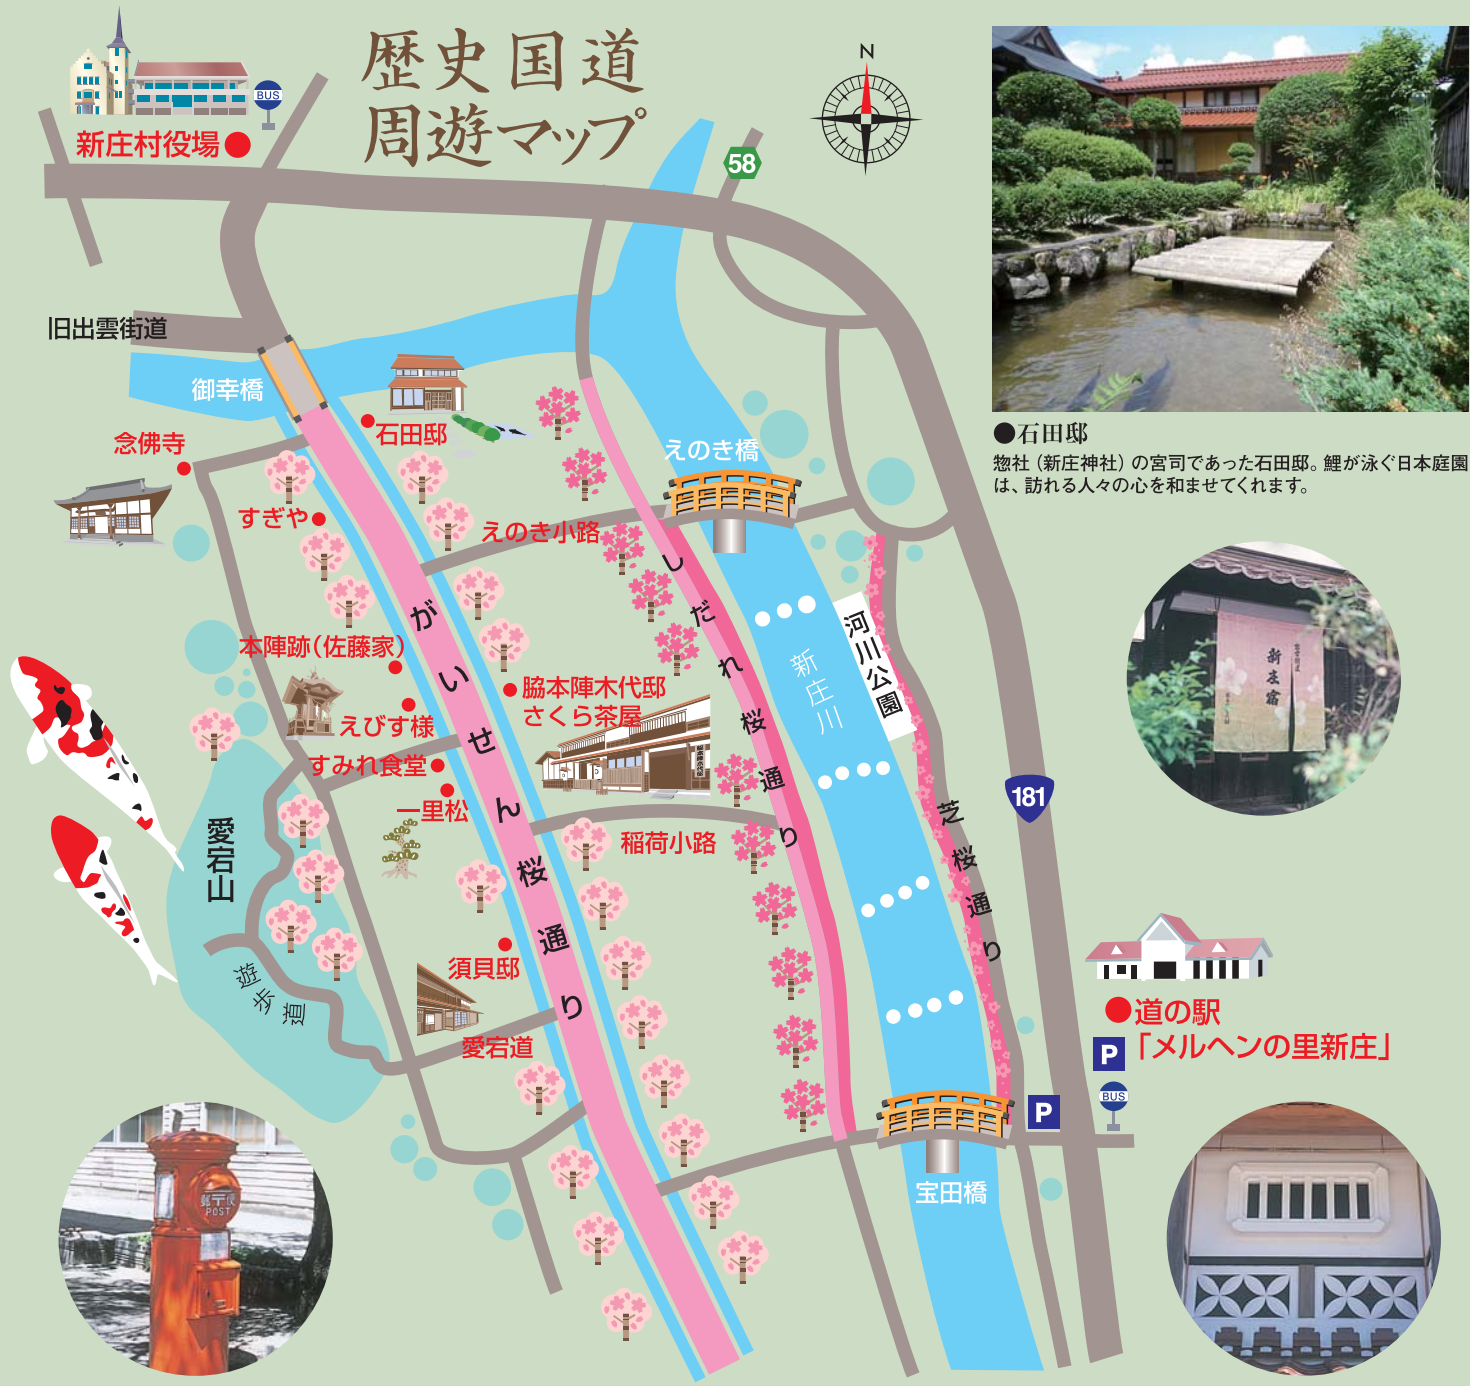 歴史国道
周遊マップ
N
BUS
新庄村役場
58
旧出雲街道
御幸橋
石田邸
念佛寺
すぎや
えのき橋
えのき小路
●石田邸
惣社（新庄神社）の宮司であった石田邸。鯉が泳ぐ日本庭園
は、訪れる人々の心を和ませてくれます。
しだれ桜通り
がいせん桜通り
本陣跡（佐藤家）
えびす様
すみれ食堂
一里松
脇本陣木代邸
さくら茶屋
新庄川
河川公園
新庄宿
181
芝桜通り
稲荷小路
愛宕山
遊歩道
須貝邸
愛宕道
道の駅
「メルヘンの里新庄」
P
BUS
P
宝田橋
郵〒便
POST